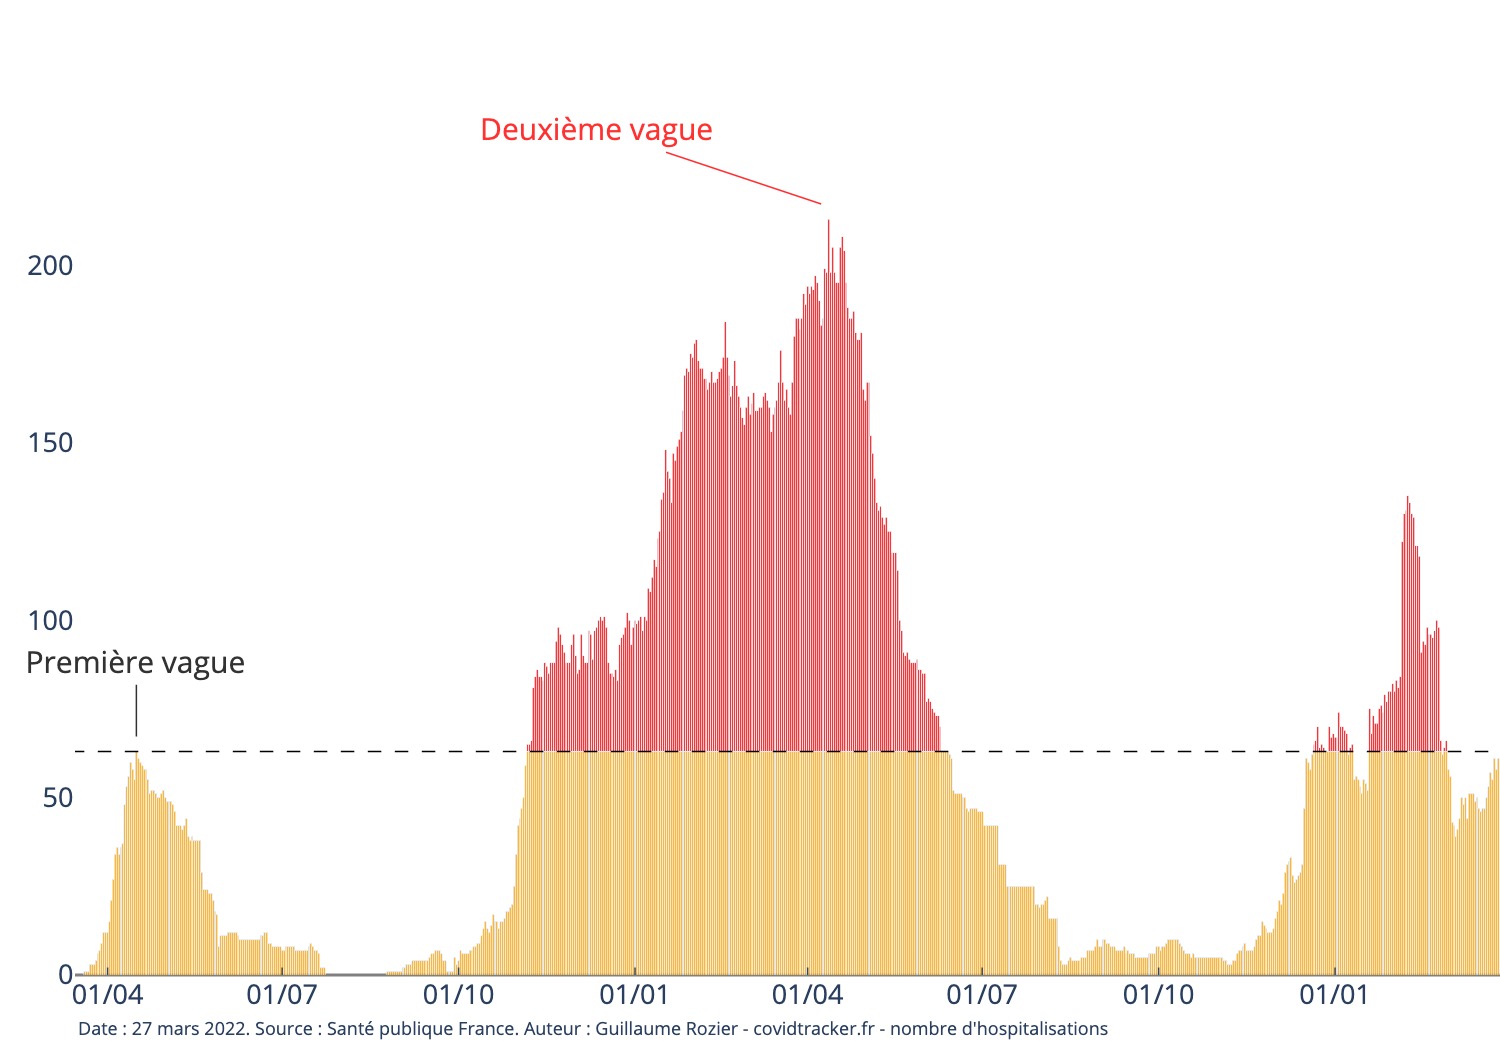 Deuxième vague
200
150
100
Première vague
50
0
01/04 01/07 01/10 01/01 01/04 01/07 01/10 01/01
Date : 27 mars 2022. Source : Santé publique France. Auteur : Guillaume Rozier - covidtracker.fr - nombre d'hospitalisations